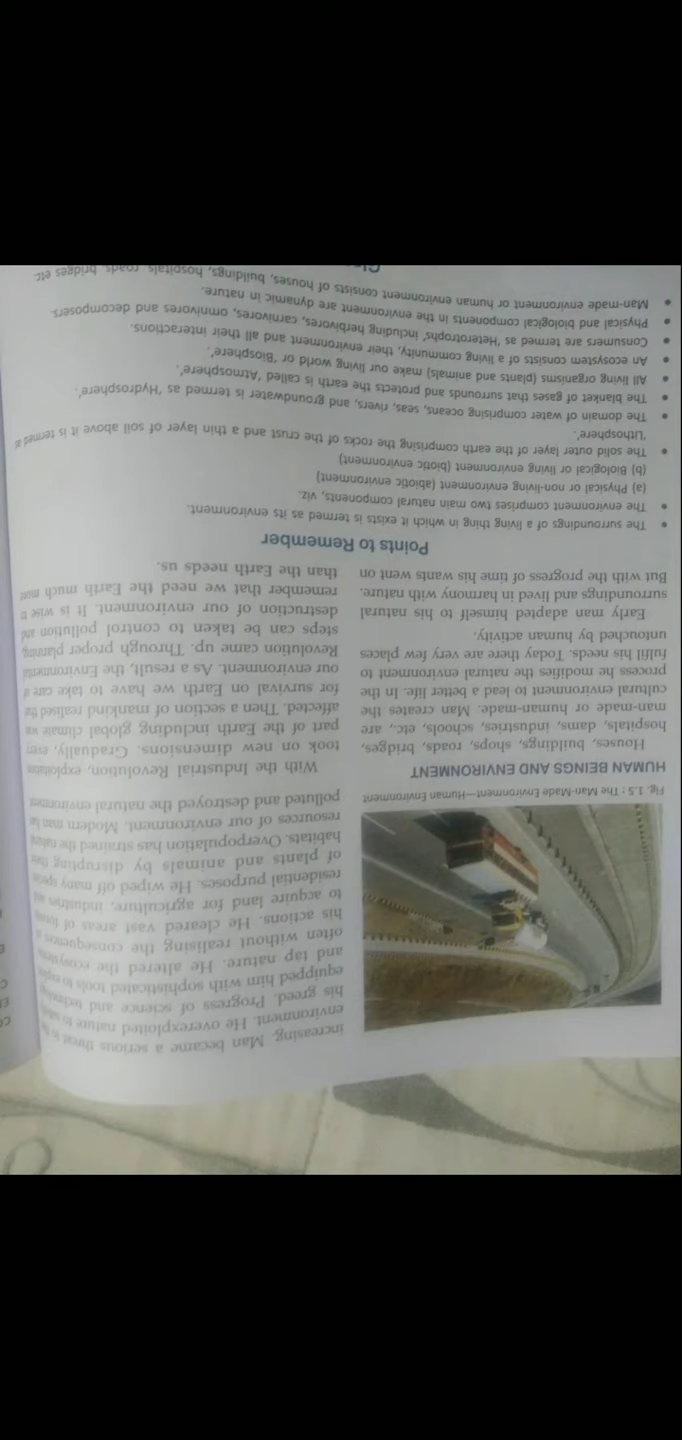 Fig. 1.5 : The Man-Made Environment—Human Environment
HUMAN BEINGS AND ENVIRONMENT
Houses, buildings, shops, roads, bridges,
hospitals, dams, industries, schools, etc., are
man-made or human-made. Man creates the
cultural environment to lead a better life. In the
process he modifies the natural environment to
fulfil his needs. Today there are very few places
untouched by human activity.
Early man adapted himself to his natural
surroundings and lived in harmony with nature.
But with the progress of time his wants went on
increasing. Man became a serious threat to
environment. He overexploited nature to
his greed. Progress of science and
equipped him with sophisticated tools to
and tap nature. He altered the
often without realising the consequences
his actions. He cleared vast areas of
to acquire land for agriculture, industries
residential purposes. He wiped off many
of plants and animals by disrupting
habitats. Overpopulation has strained the
resources of our environment. Modern man
polluted and destroyed the natural environment
With the Industrial Revolution, exploitation
took on new dimensions. Gradually, every
part of the Earth including global climate was
affected. Then a section of mankind realised that
for survival on Earth we have to take care of
our environment. As a result, the Environmental
Revolution came up. Through proper planning
steps can be taken to control pollution and
destruction of our environment. It is wise to
remember that we need the Earth much more
than the Earth needs us.
Points to Remember
• The surroundings of a living thing in which it exists is termed as its environment.
• The environment comprises two main natural components, viz.
(a) Physical or non-living environment (abiotic environment)
(b) Biological or living environment (biotic environment)
• The solid outer layer of the earth comprising the rocks of the crust and a thin layer of soil above it is termed as
'Lithosphere'.
• The domain of water comprising oceans, seas, rivers, and groundwater is termed as 'Hydrosphere'.
• The blanket of gases that surrounds and protects the earth is called 'Atmosphere'.
• All living organisms (plants and animals) make our living world or 'Biosphere'.
• An ecosystem consists of a living community, their environment and all their interactions.
• Consumers are termed as 'Heterotrophs' including herbivores, carnivores, omnivores and decomposers.
• Physical and biological components in the environment are dynamic in nature.
• Man-made environment or human environment consists of houses, buildings, hospitals, roads, bridges etc.